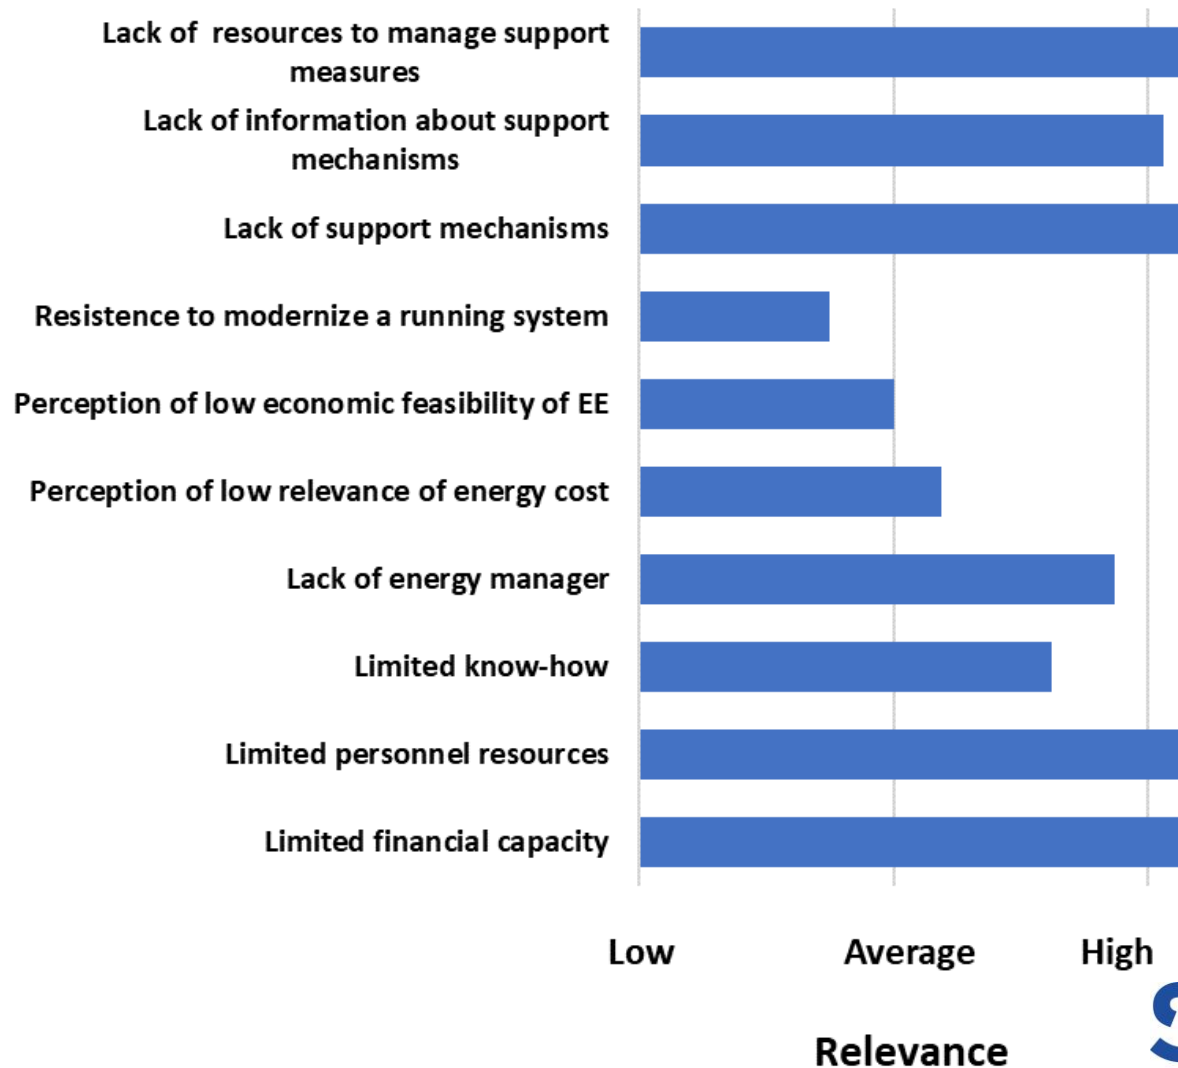 Lack of resources to manage support
measures
Lack of information about support
mechanisms
Lack of support mechanisms
Resistence to modernize a running system
Perception of low economic feasibility of EE
Perception of low relevance of energy cost
Lack of energy manager
Limited know-how
Limited personnel resources
Limited financial capacity
Low Average High
Relevance